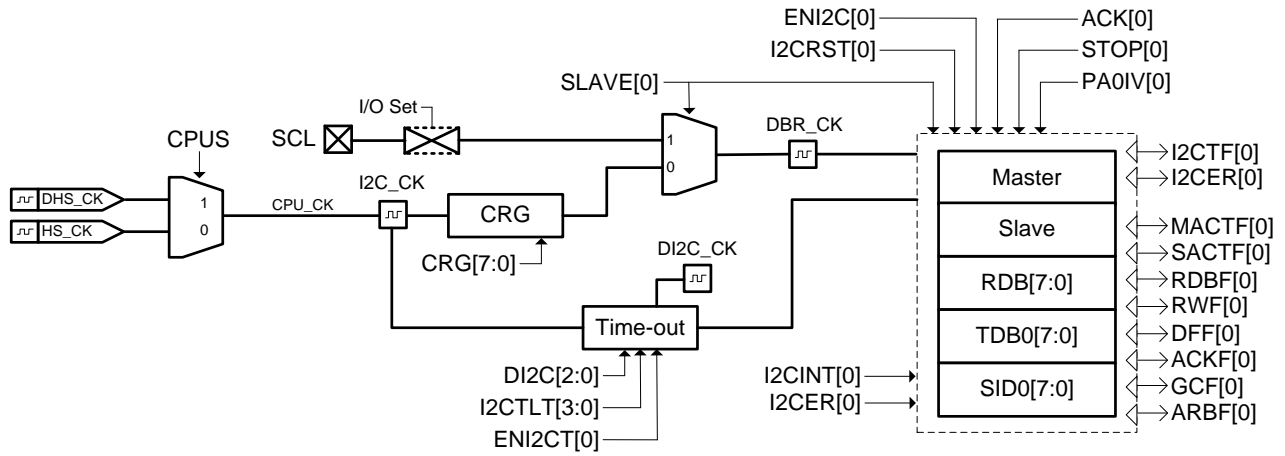 ENI2C[0]
ACK[0]
I2CRST[0]
STOP[0]
SLAVE[0]
PA0IV[0]
I/O Set
SCL
1
0
DBR_CK
CPUS
DHS_CK
HS_CK
1
0
CPU_CK
I2C_CK
CRG
CRG[7:0]
DI2C_CK
Time-out
DI2C[2:0]
I2CTLT[3:0]
ENI2CT[0]
I2CINT[0]
I2CER[0]
Master
Slave
RDB[7:0]
TDB0[7:0]
SID0[7:0]
I2CTF[0]
I2CER[0]
MACTF[0]
SACTF[0]
RDBF[0]
RWF[0]
DFF[0]
ACKF[0]
GCF[0]
ARBF[0]